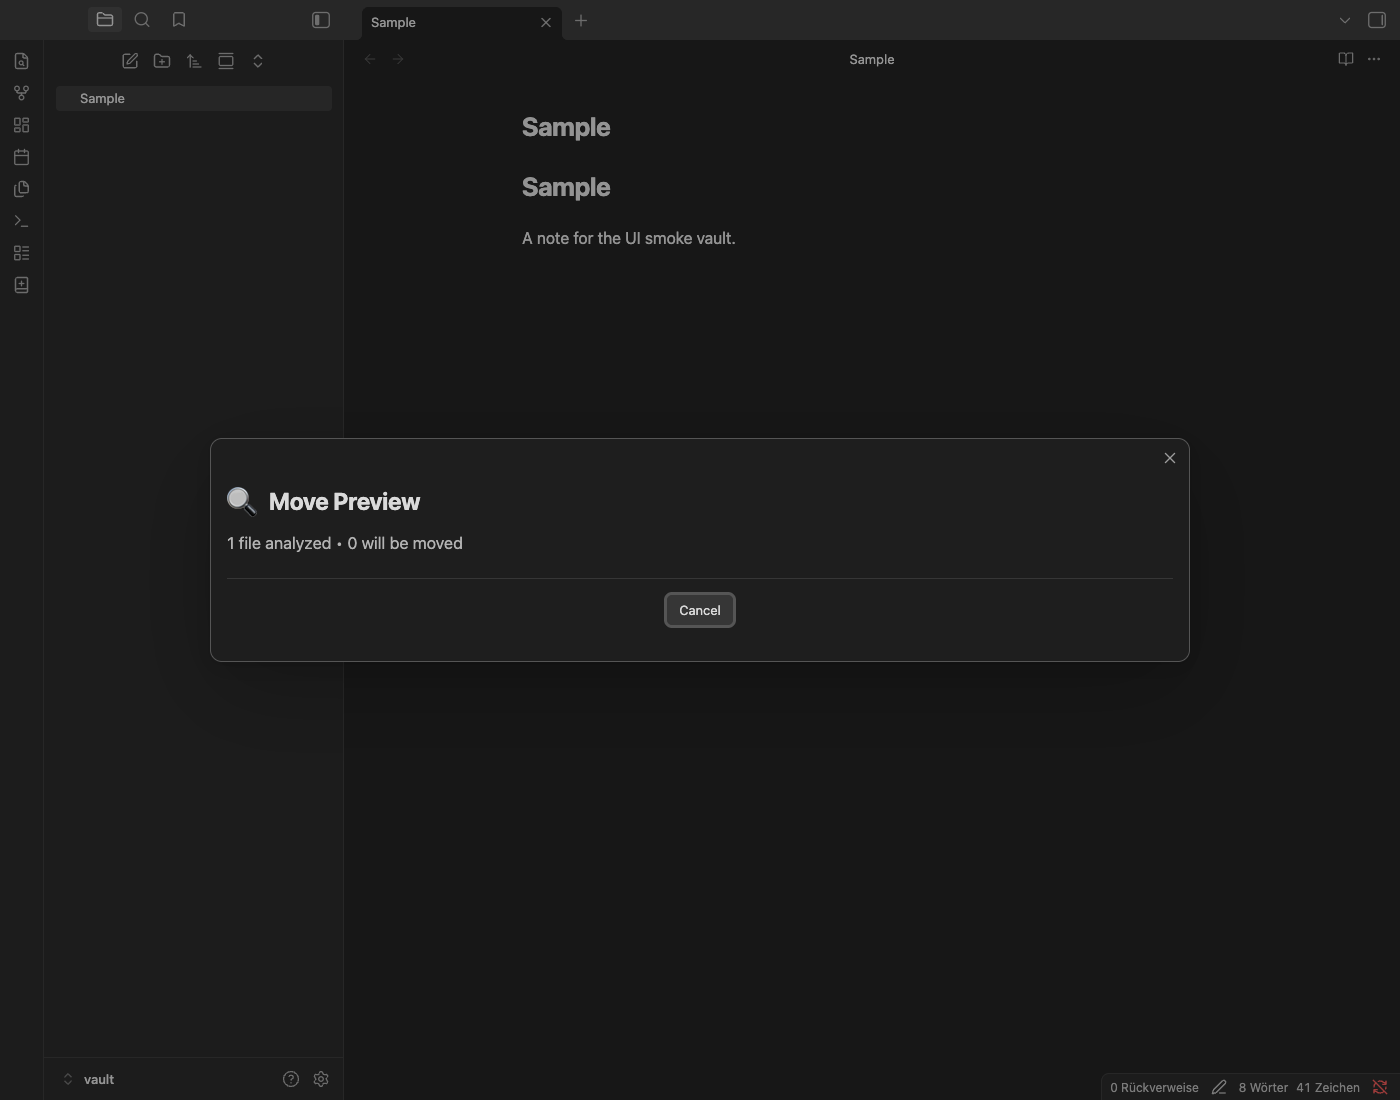 Sample
Sample
Sample
Sample
Sample
A note for the UI smoke vault.
Move Preview
1 file analyzed • 0 will be moved
Cancel
vault
0 Rückverweise 8 Wörter 41 Zeichen